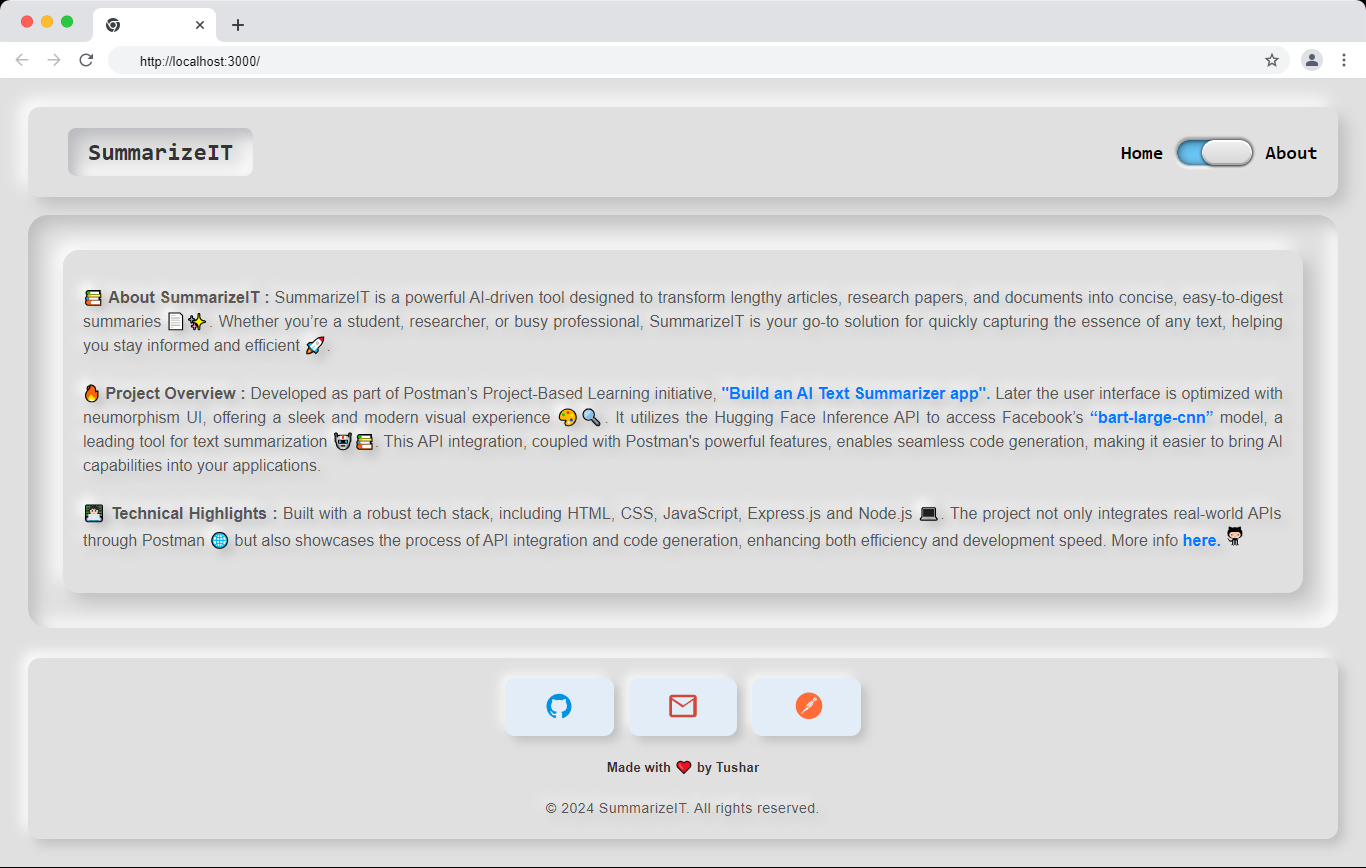 http://localhost:3000/
SummarizeIT
Home About
📚 About SummarizeIT : SummarizeIT is a powerful AI-driven tool designed to transform lengthy articles, research papers, and documents into concise, easy-to-digest
summaries 📄✨. Whether you’re a student, researcher, or busy professional, SummarizeIT is your go-to solution for quickly capturing the essence of any text, helping
you stay informed and efficient 🚀.
🔥 Project Overview : Developed as part of Postman’s Project-Based Learning initiative, "Build an AI Text Summarizer app". Later the user interface is optimized with
neumorphism UI, offering a sleek and modern visual experience 🎨🔍. It utilizes the Hugging Face Inference API to access Facebook’s “bart-large-cnn” model, a
leading tool for text summarization 🤖📚. This API integration, coupled with Postman's powerful features, enables seamless code generation, making it easier to bring AI
capabilities into your applications.
👨‍💻 Technical Highlights : Built with a robust tech stack, including HTML, CSS, JavaScript, Express.js and Node.js 💻. The project not only integrates real-world APIs
through Postman 🌐 but also showcases the process of API integration and code generation, enhancing both efficiency and development speed. More info here.
Made with ❤️ by Tushar
© 2024 SummarizeIT. All rights reserved.